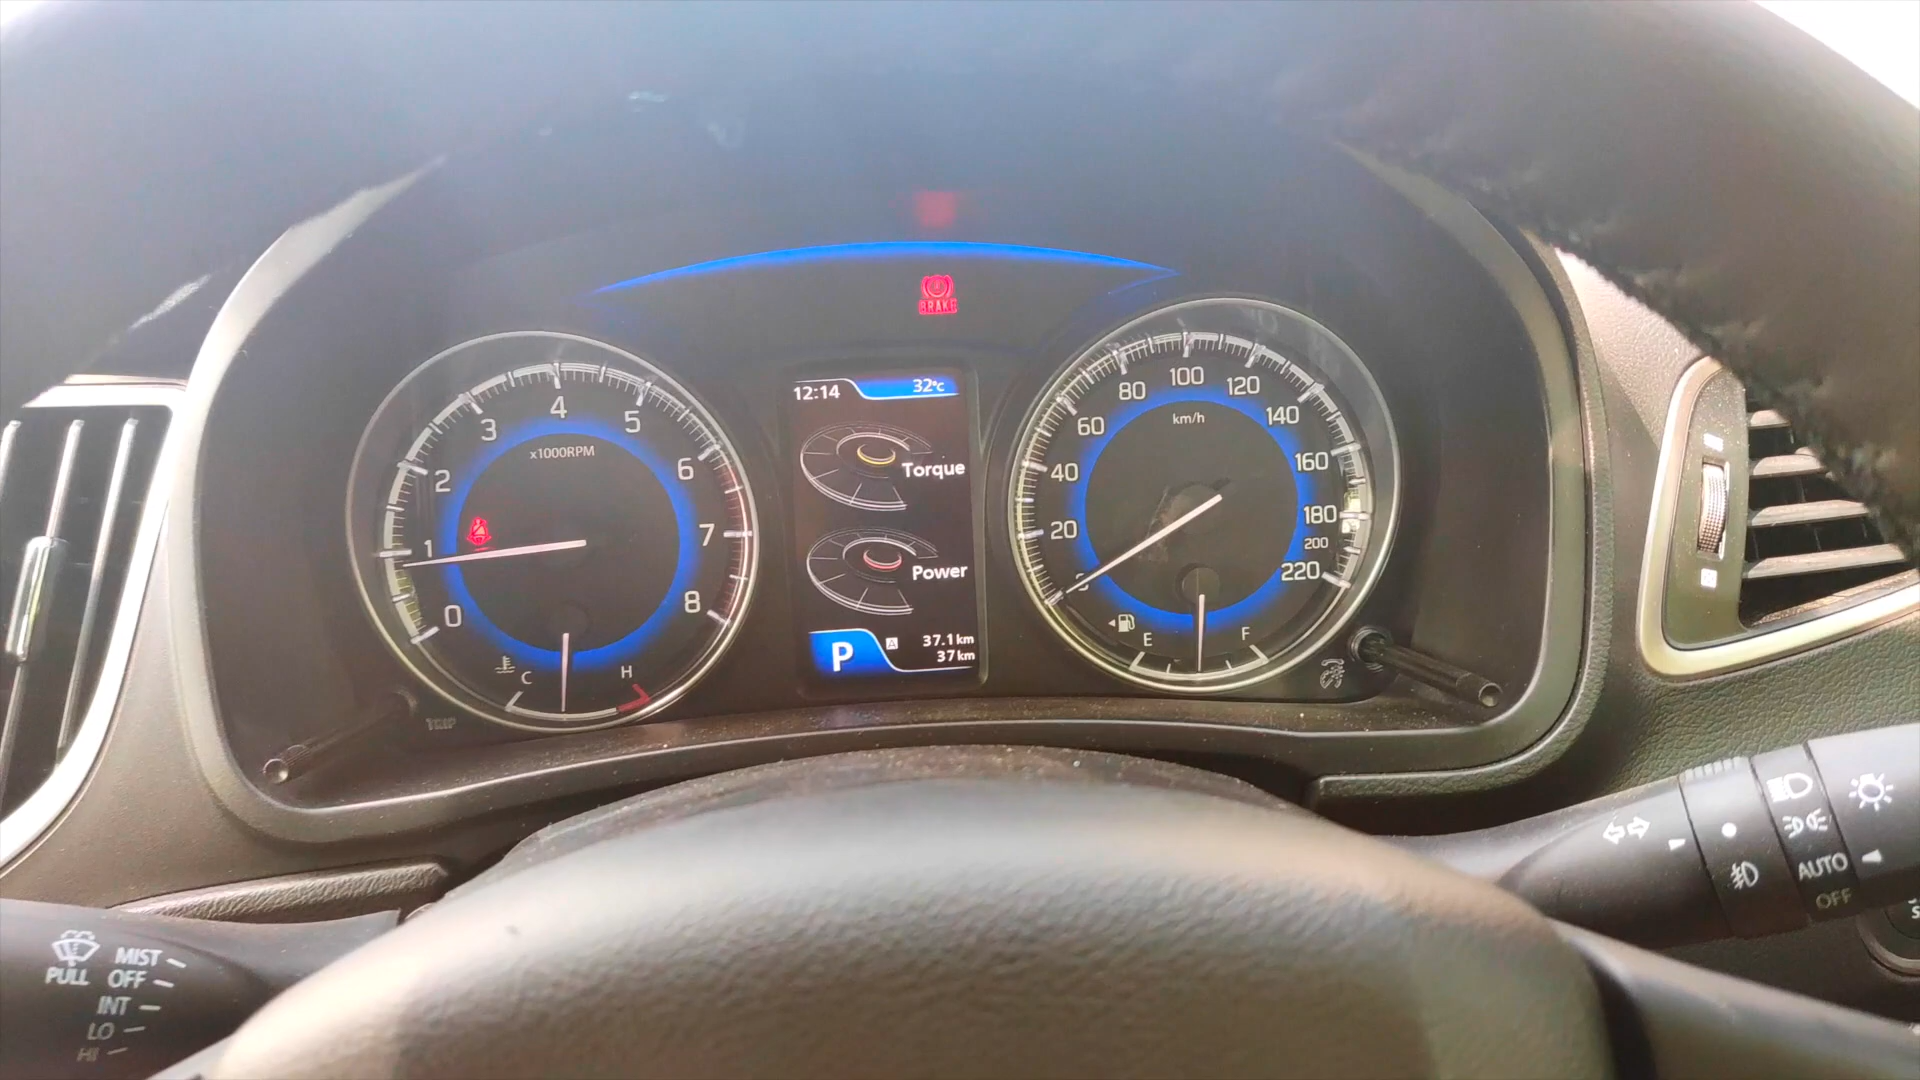 BRAKE
12:14 32°C
Torque
Power
P A 37.1 km
37 km
0
1
2
3
4
5
6
7
8
x1000RPM
C H
TRIP
20
40
60
80
100
120
140
160
180
200
220
km/h
E F
MIST
PULL OFF
INT
LO
HI
AUTO
OFF